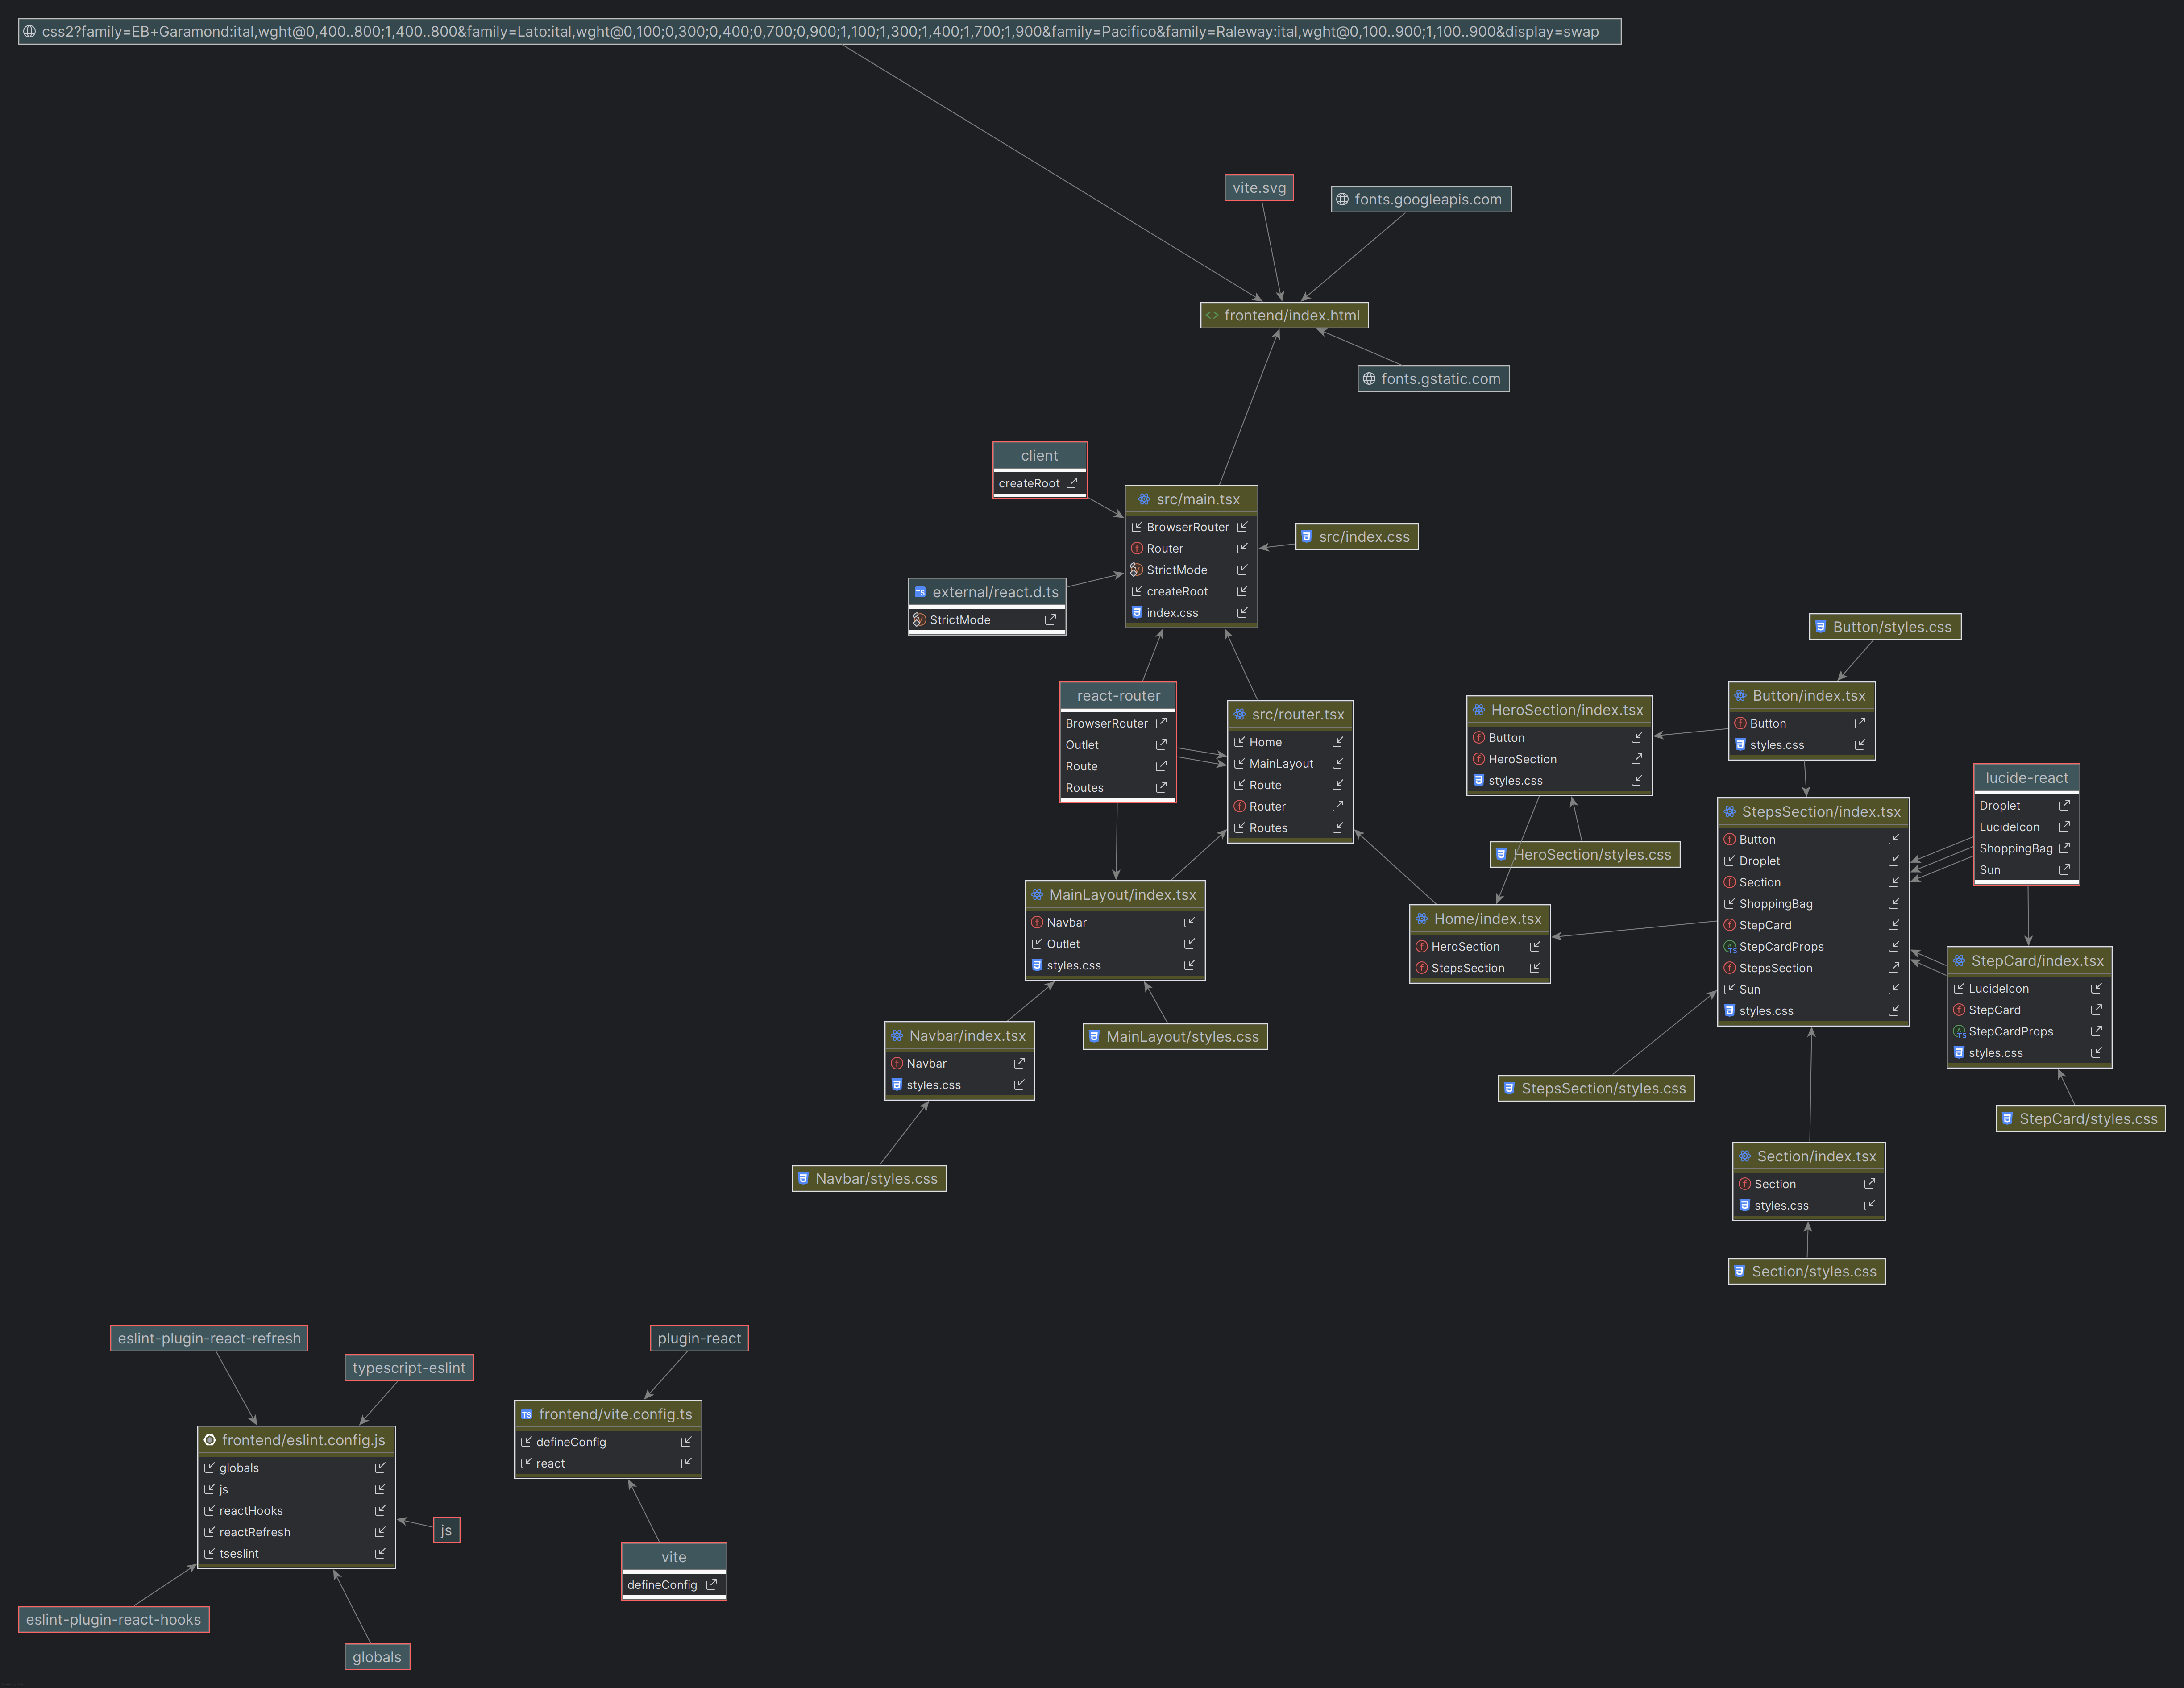 css2?family=EB+Garamond:ital,wght@0,400..800;1,400..800&family=Lato:ital,wght@0,100;0,300;0,400;0,700;0,900;1,100;1,300;1,400;1,700;1,900&family=Pacifico&family=Raleway:ital,wght@0,100..900;1,100..900&display=swap
vite.svg
fonts.googleapis.com
frontend/index.html
fonts.gstatic.com
client
createRoot
src/main.tsx
BrowserRouter
Router
StrictMode
createRoot
index.css
src/index.css
external/react.d.ts
StrictMode
react-router
BrowserRouter
Outlet
Route
Routes
src/router.tsx
Home
MainLayout
Route
Router
Routes
HeroSection/index.tsx
Button
HeroSection
styles.css
HeroSection/styles.css
Button/styles.css
Button/index.tsx
Button
styles.css
lucide-react
Droplet
LucideIcon
ShoppingBag
Sun
StepsSection/index.tsx
Button
Droplet
Section
ShoppingBag
StepCard
StepCardProps
StepsSection
Sun
styles.css
MainLayout/index.tsx
Navbar
Outlet
styles.css
Home/index.tsx
HeroSection
StepsSection
StepCard/index.tsx
LucideIcon
StepCard
StepCardProps
styles.css
Navbar/index.tsx
Navbar
styles.css
MainLayout/styles.css
StepsSection/styles.css
StepCard/styles.css
Navbar/styles.css
Section/index.tsx
Section
styles.css
Section/styles.css
eslint-plugin-react-refresh
typescript-eslint
plugin-react
frontend/eslint.config.js
globals
js
reactHooks
reactRefresh
tseslint
frontend/vite.config.ts
defineConfig
react
js
vite
defineConfig
eslint-plugin-react-hooks
globals